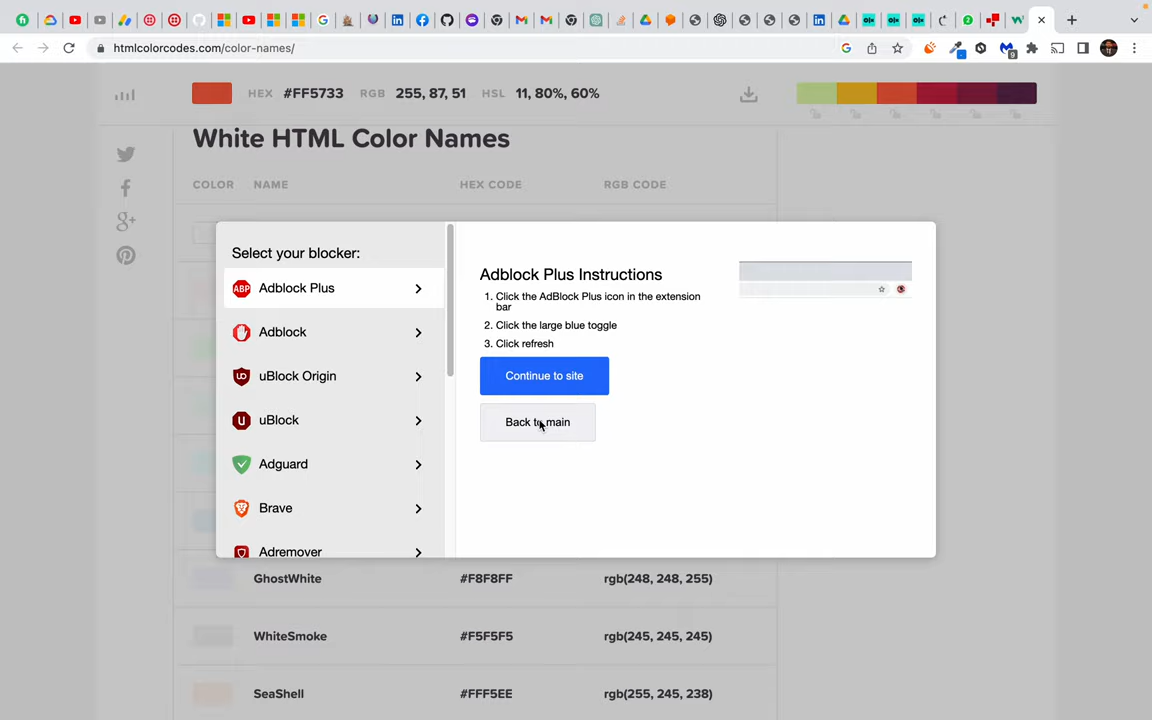 htmlcolorcodes.com/color-names/
9
HEX #FF5733 RGB 255, 87, 51 HSL 11, 80%, 60%
White HTML Color Names
COLOR NAME HEX CODE RGB CODE
Select your blocker:
ABP Adblock Plus
Adblock
uBlock Origin
uBlock
Adguard
Brave
Adremover
Adblock Plus Instructions
1. Click the AdBlock Plus icon in the extension
bar
2. Click the large blue toggle
3. Click refresh
Continue to site
Back to main
GhostWhite #F8F8FF rgb(248, 248, 255)
WhiteSmoke #F5F5F5 rgb(245, 245, 245)
SeaShell #FFF5EE rgb(255, 245, 238)